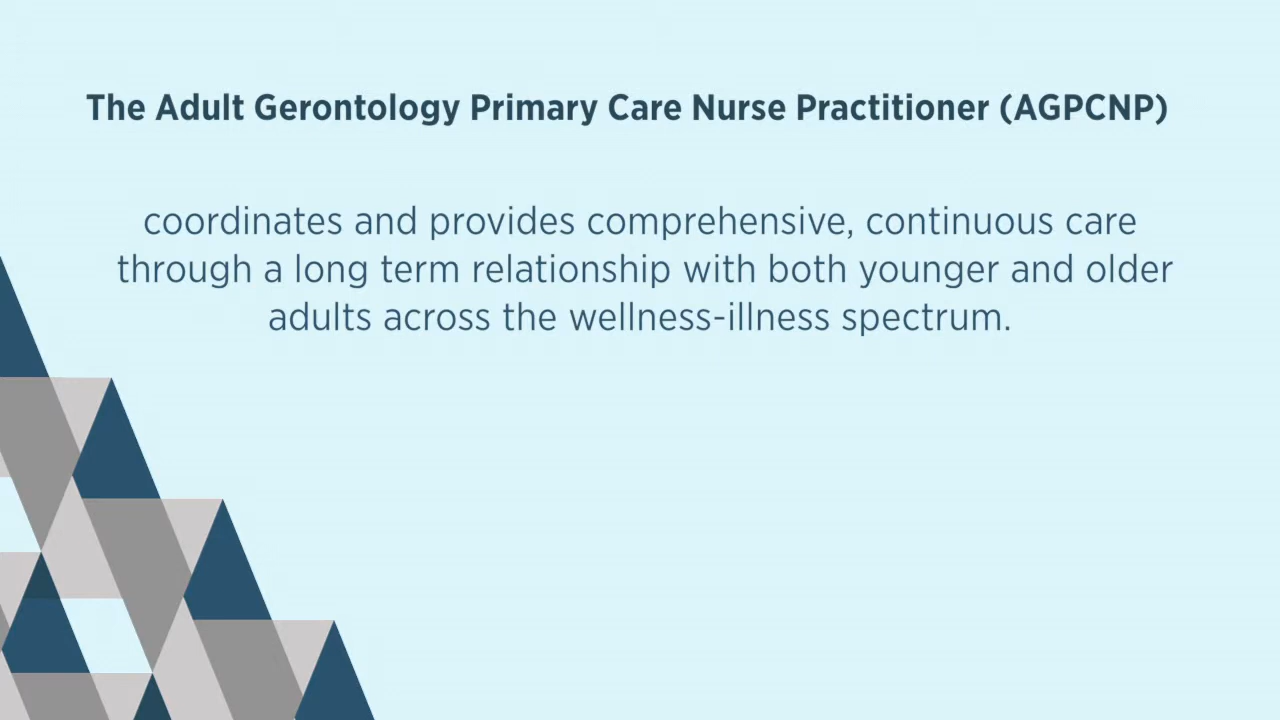 The Adult Gerontology Primary Care Nurse Practitioner (AGPCNP)
coordinates and provides comprehensive, continuous care
through a long term relationship with both younger and older
adults across the wellness-illness spectrum.